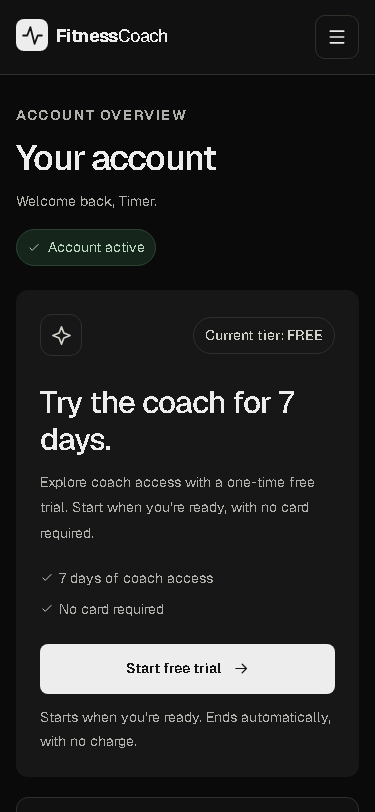 FitnessCoach
ACCOUNT OVERVIEW
Your account
Welcome back, Timer.
Account active
Current tier: FREE
Try the coach for 7
days.
Explore coach access with a one-time free
trial. Start when you're ready, with no card
required.
7 days of coach access
No card required
Start free trial →
Starts when you're ready. Ends automatically,
with no charge.